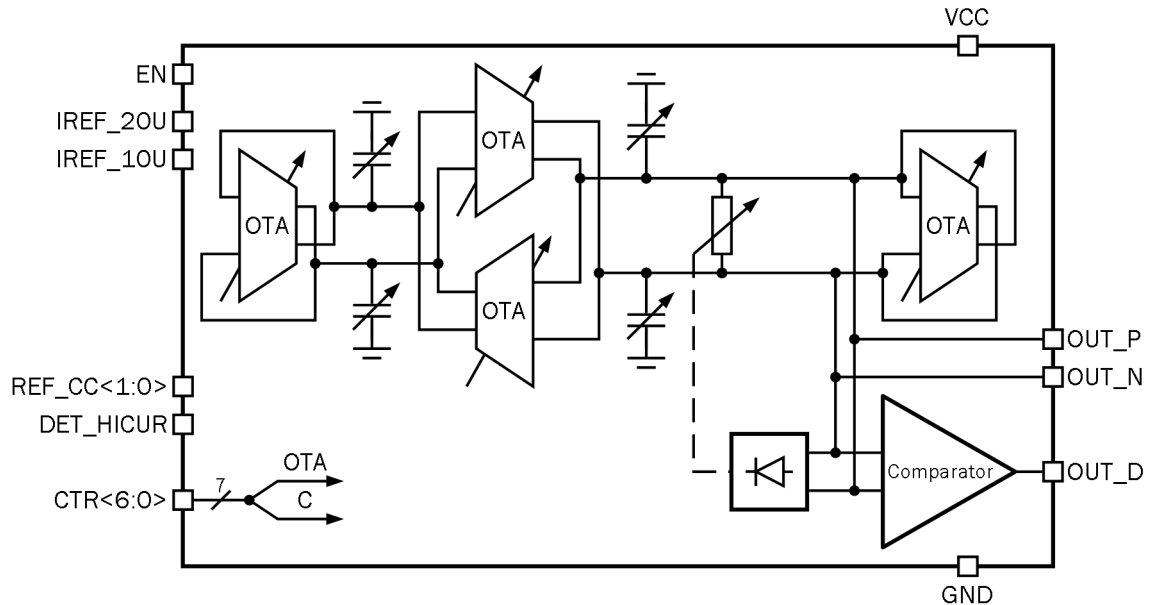 VCC
EN
IREF_20U
IREF_10U
OTA
OTA
OTA
OTA
OUT_P
OUT_N
REF_CC<1:0>
DET_HICUR
OTA
7
C
CTR<6:0>
Comparator
OUT_D
GND